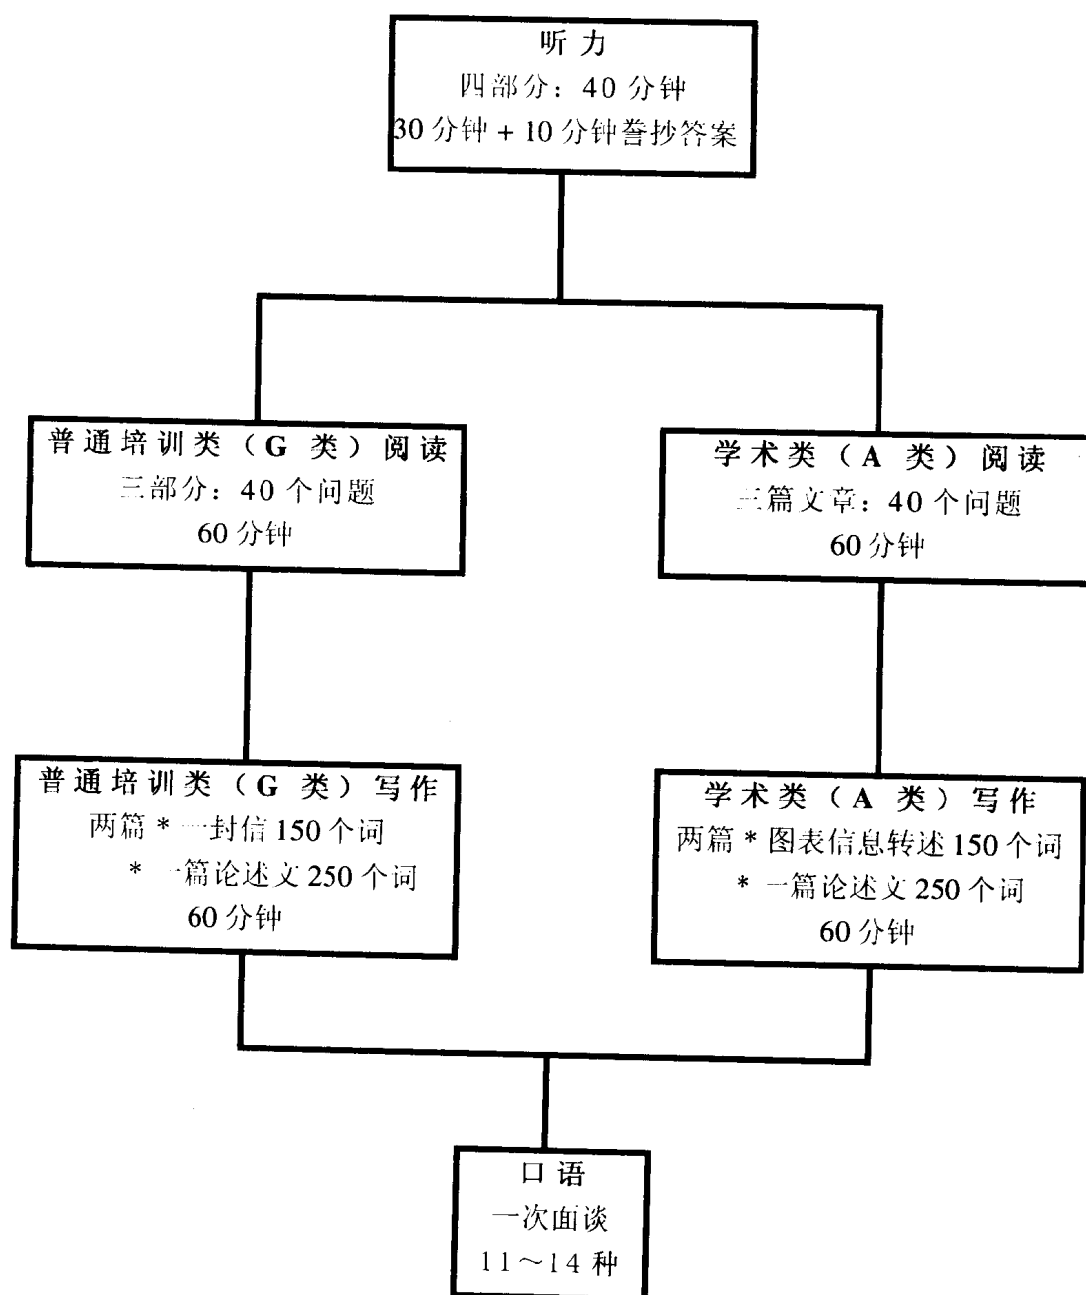 听力
四部分：40 分钟
30 分钟 + 10 分钟誊抄答案
普通培训类（G 类）阅读
三部分：40 个问题
60 分钟
学术类（A 类）阅读
三篇文章：40 个问题
60 分钟
普通培训类（G 类）写作
两篇 * 一封信 150 个词
* 一篇论述文 250 个词
60 分钟
学术类（A 类）写作
两篇 * 图表信息转述 150 个词
* 一篇论述文 250 个词
60 分钟
口语
一次面谈
11～14 种